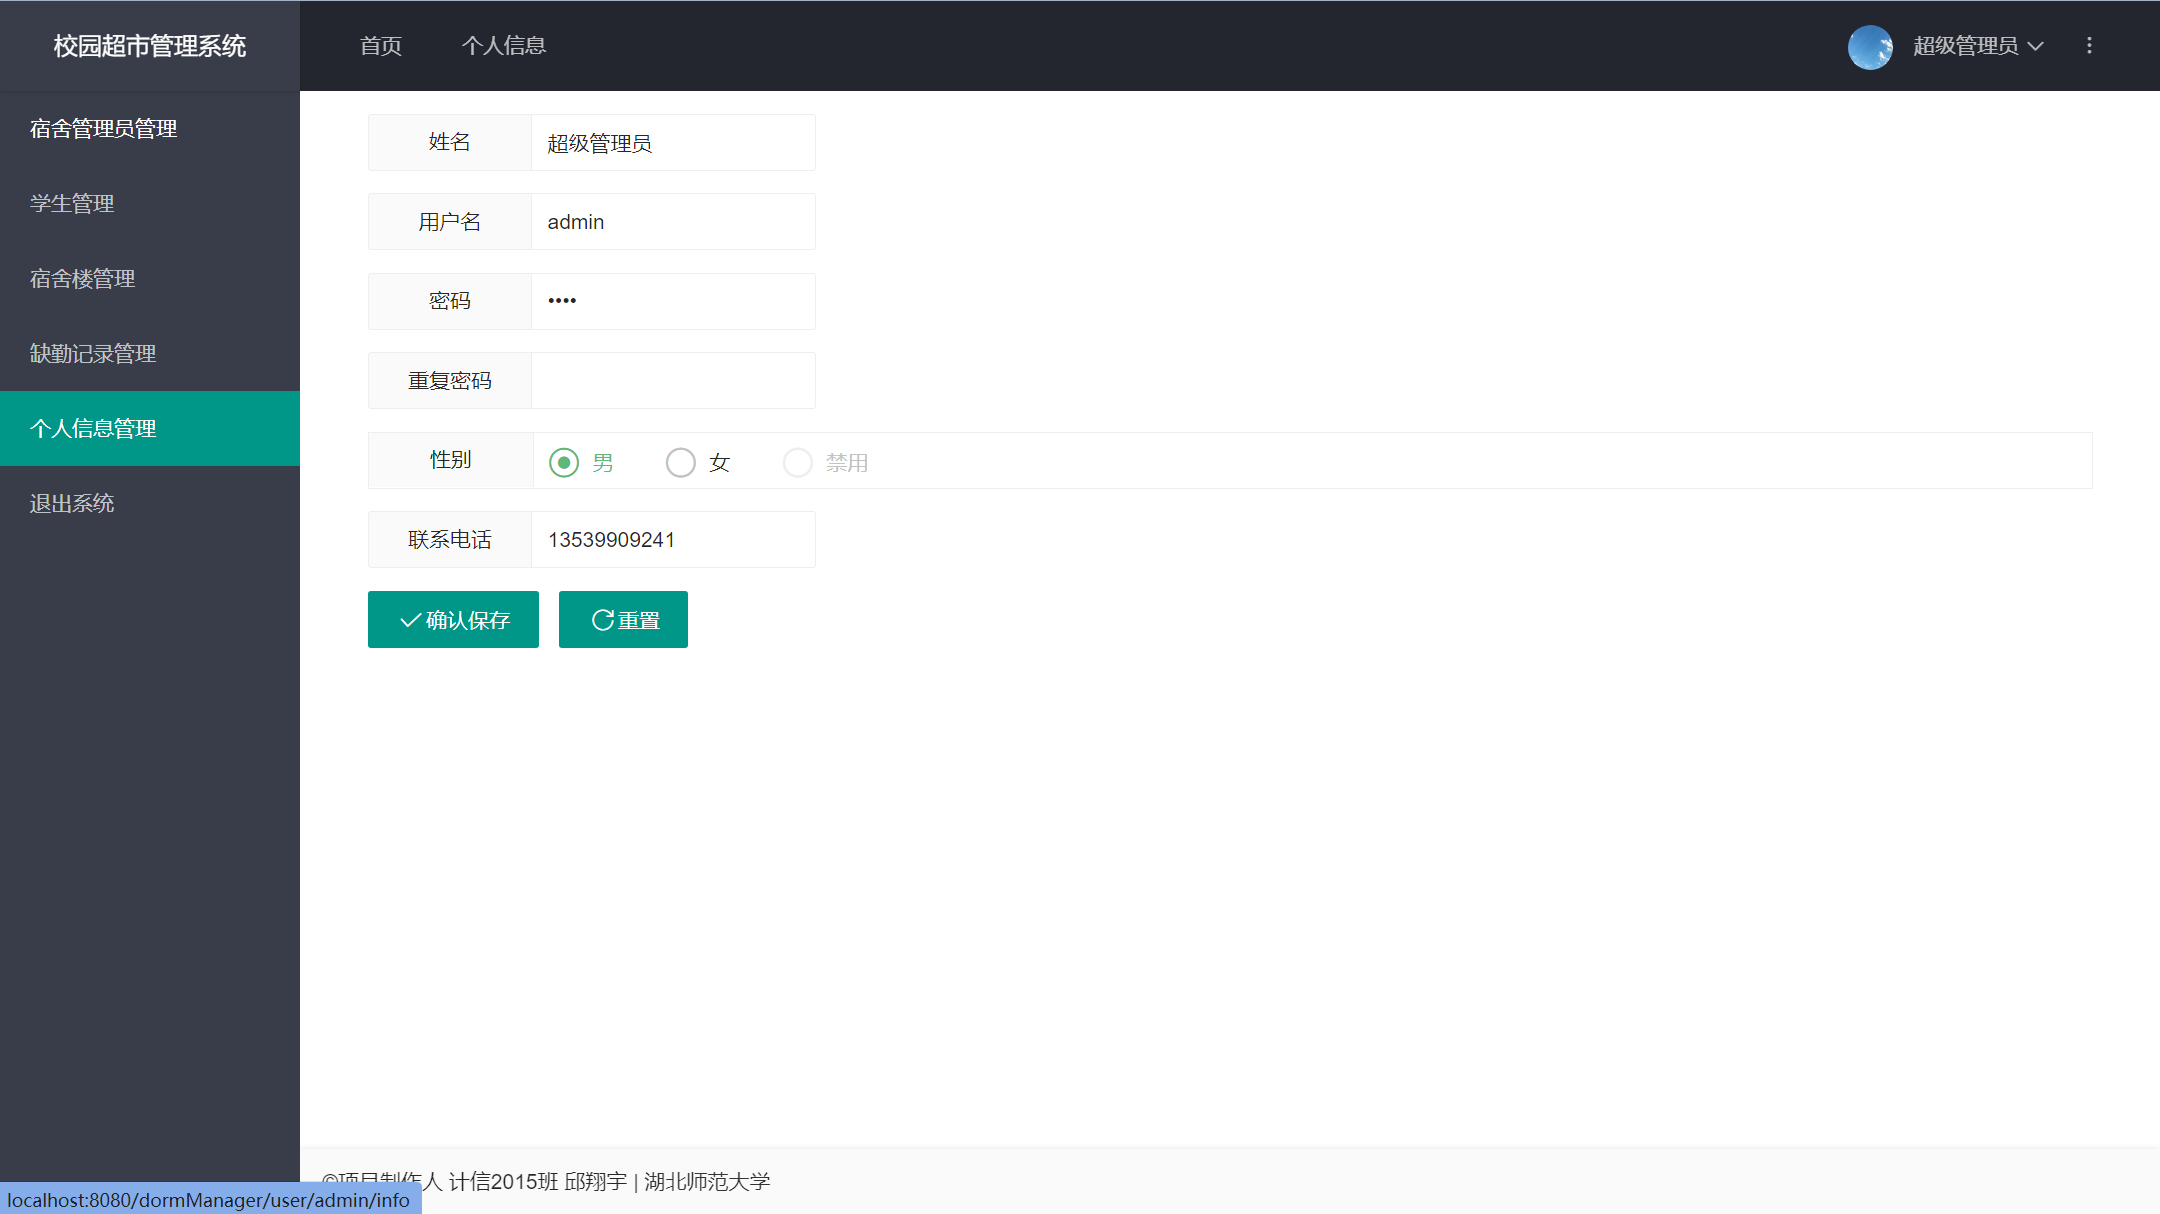 校园超市管理系统
首页
个人信息
超级管理员
宿舍管理员管理
学生管理
宿舍楼管理
缺勤记录管理
个人信息管理
退出系统
姓名 超级管理员
用户名 admin
密码 ••••
重复密码
性别 男 女 禁用
联系电话 13539909241
确认保存 重置
©项目制作人 计信2015班 邱翔宇 | 湖北师范大学
localhost:8080/dormManager/user/admin/info